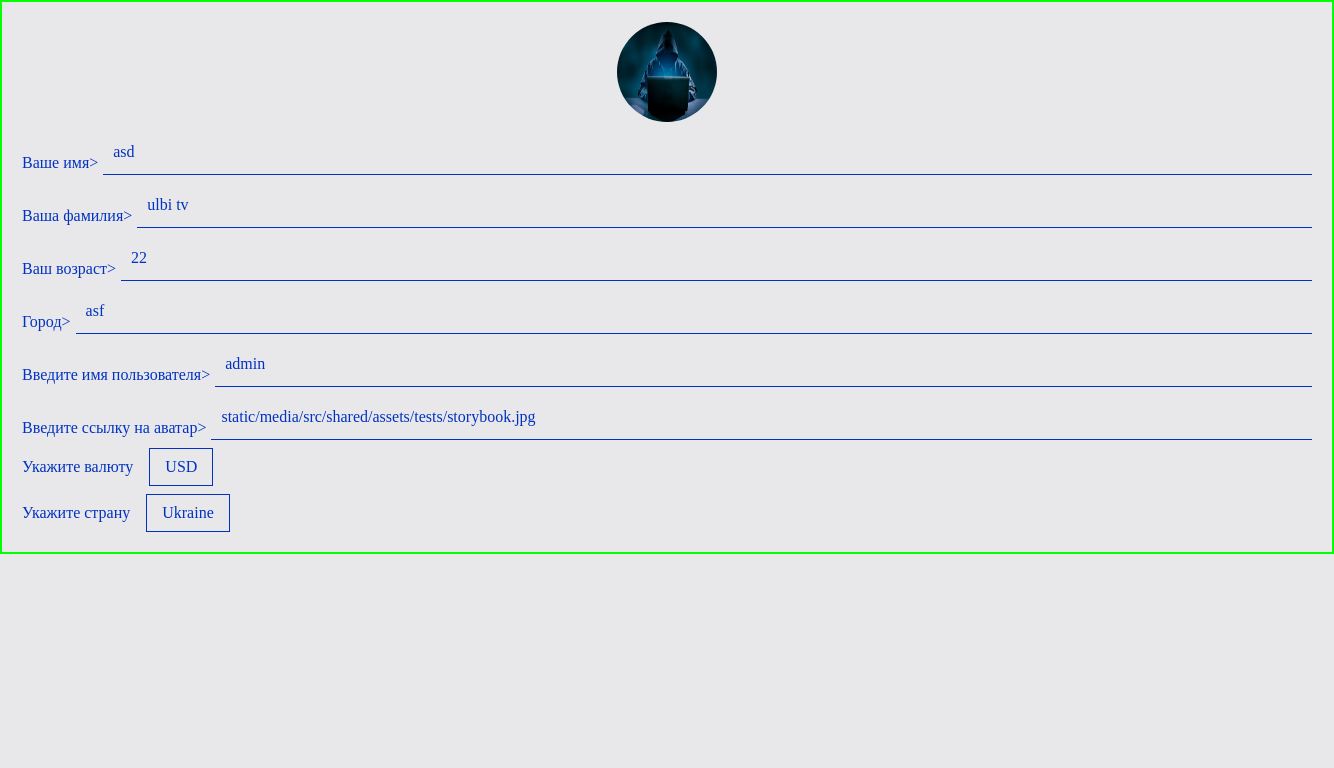 Ваше имя> asd
Ваша фамилия> ulbi tv
Ваш возраст> 22
Город> asf
Введите имя пользователя> admin
Введите ссылку на аватар> static/media/src/shared/assets/tests/storybook.jpg
Укажите валюту USD
Укажите страну Ukraine